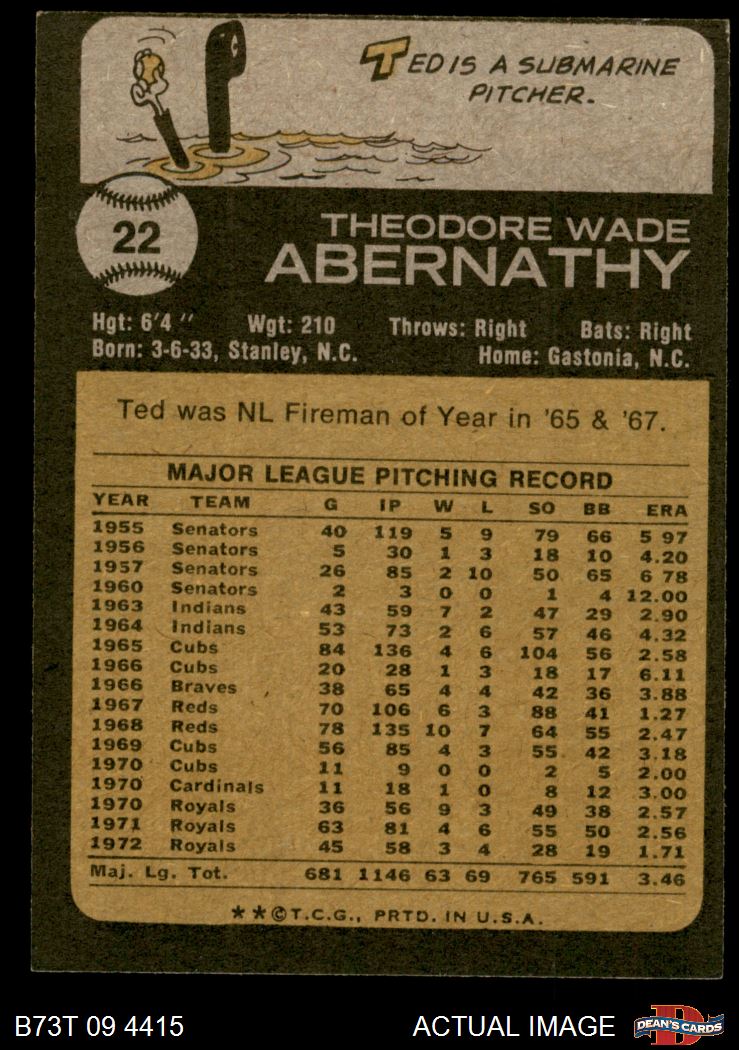 TED IS A SUBMARINE
PITCHER.
22
THEODORE WADE
ABERNATHY
Hgt: 6'4 " Wgt: 210 Throws: Right Bats: Right
Born: 3-6-33, Stanley, N.C. Home: Gastonia, N.C.
Ted was NL Fireman of Year in '65 & '67.
MAJOR LEAGUE PITCHING RECORD
YEAR TEAM G IP W L SO BB ERA
1955 Senators 40 119 5 9 79 66 5 97
1956 Senators 5 30 1 3 18 10 4.20
1957 Senators 26 85 2 10 50 65 6 78
1960 Senators 2 3 0 0 1 4 12.00
1963 Indians 43 59 7 2 47 29 2.90
1964 Indians 53 73 2 6 57 46 4.32
1965 Cubs 84 136 4 6 104 56 2.58
1966 Cubs 20 28 1 3 18 17 6.11
1966 Braves 38 65 4 4 42 36 3.88
1967 Reds 70 106 6 3 88 41 1.27
1968 Reds 78 135 10 7 64 55 2.47
1969 Cubs 56 85 4 3 55 42 3.18
1970 Cubs 11 9 0 0 2 5 2.00
1970 Cardinals 11 18 1 0 8 12 3.00
1970 Royals 36 56 9 3 49 38 2.57
1971 Royals 63 81 4 6 55 50 2.56
1972 Royals 45 58 3 4 28 19 1.71
Maj. Lg. Tot. 681 1146 63 69 765 591 3.46
**©T.C.G., PRTD. IN U.S.A.
B73T 09 4415 ACTUAL IMAGE D DEAN'S CARDS